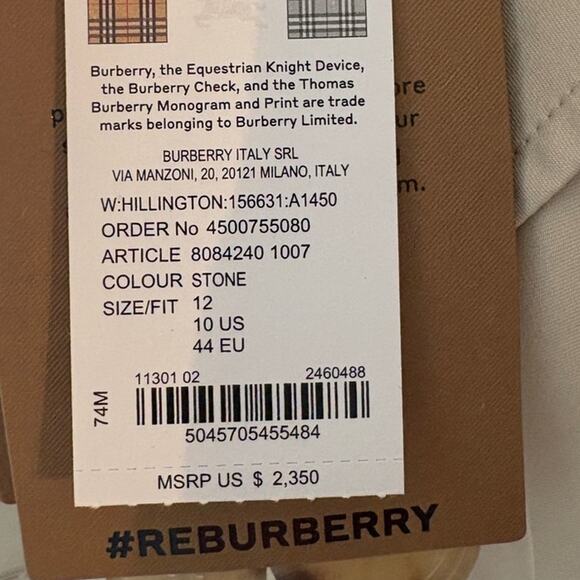 Burberry, the Equestrian Knight Device,
the Burberry Check, and the Thomas
Burberry Monogram and Print are trade
marks belonging to Burberry Limited.
BURBERRY ITALY SRL
VIA MANZONI, 20, 20121 MILANO, ITALY
W:HILLINGTON:156631:A1450
ORDER No 4500755080
ARTICLE 8084240 1007
COLOUR STONE
SIZE/FIT 12
10 US
44 EU
11301 02 2460488
74M
5045705455484
MSRP US $ 2,350
#REBURBERRY